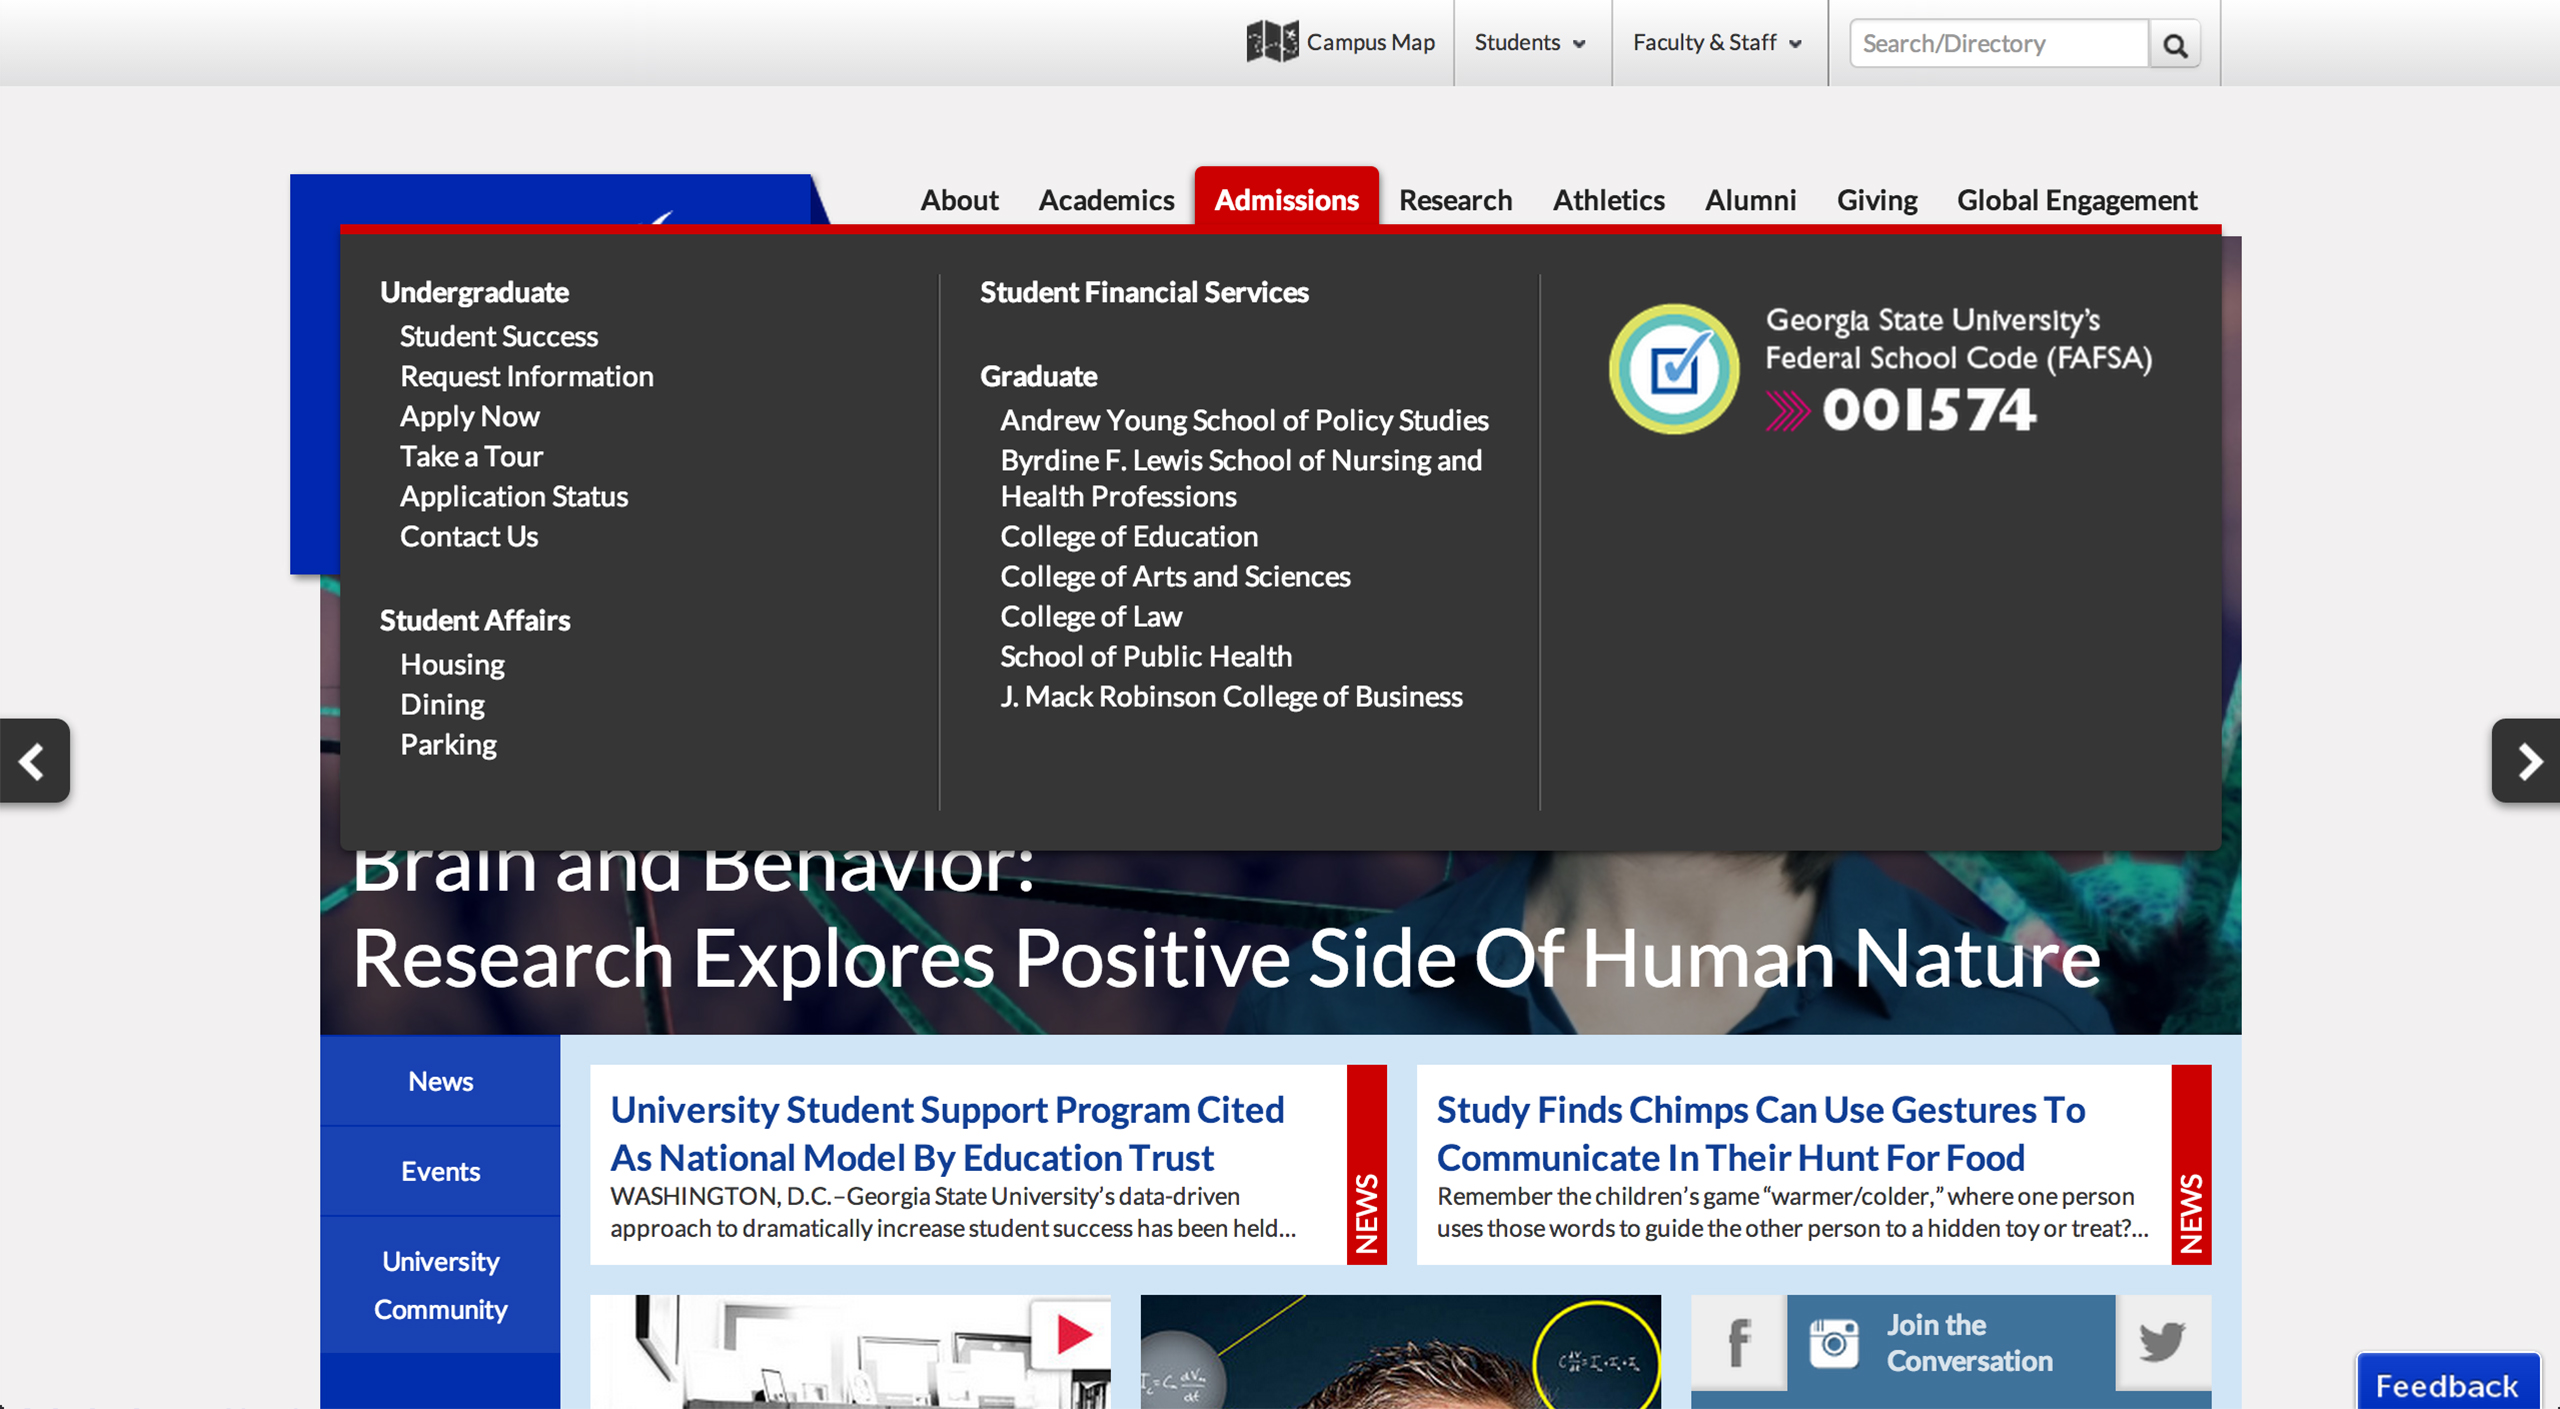 Campus Map
Students
Faculty & Staff
Search/Directory
About
Academics
Admissions
Research
Athletics
Alumni
Giving
Global Engagement
Undergraduate
Student Success
Request Information
Apply Now
Take a Tour
Application Status
Contact Us
Student Affairs
Housing
Dining
Parking
Student Financial Services
Graduate
Andrew Young School of Policy Studies
Byrdine F. Lewis School of Nursing and
Health Professions
College of Education
College of Arts and Sciences
College of Law
School of Public Health
J. Mack Robinson College of Business
Georgia State University's
Federal School Code (FAFSA)
001574
Brain and Behavior:
Research Explores Positive Side Of Human Nature
News
Events
University
Community
University Student Support Program Cited
As National Model By Education Trust
WASHINGTON, D.C.–Georgia State University's data-driven
approach to dramatically increase student success has been held...
NEWS
Study Finds Chimps Can Use Gestures To
Communicate In Their Hunt For Food
Remember the children's game “warmer/colder,” where one person
uses those words to guide the other person to a hidden toy or treat?...
NEWS
Join the
Conversation
Feedback